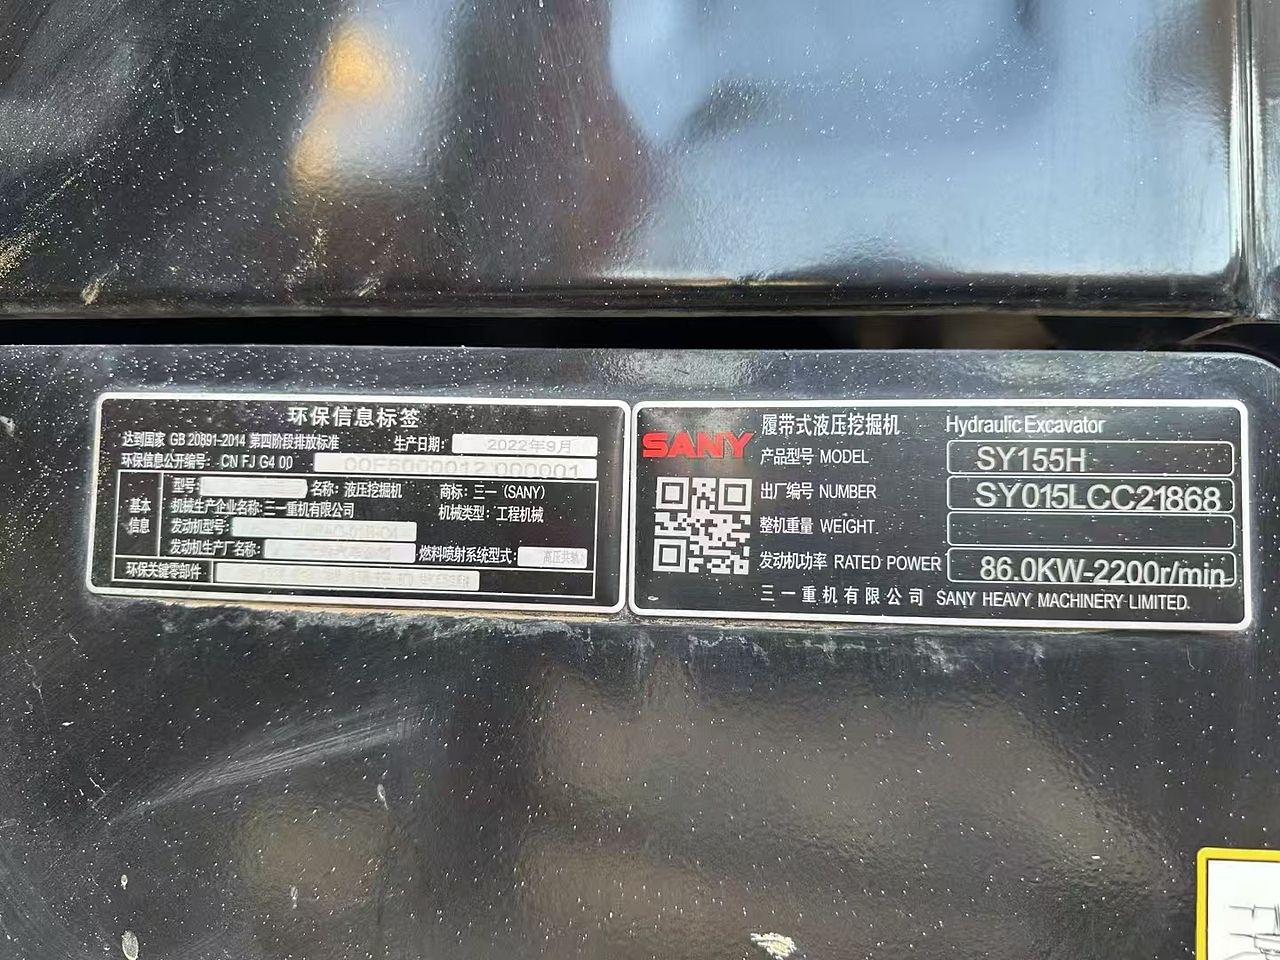 环保信息标签
达到国家 GB 20891-2014 第四阶段排放标准 生产日期: 2022年9月
环保信息公开编号: CN FJ G4 00 00F5000012 000001
基本信息
型号: 名称: 液压挖掘机 商标: 三一 (SANY)
机械生产企业名称: 三一重机有限公司 机械类型: 工程机械
发动机型号:
发动机生产厂名称: 燃料喷射系统型式: 高压共轨
环保关键零部件
SANY
履带式液压挖掘机 Hydraulic Excavator
产品型号 MODEL SY155H
出厂编号 NUMBER SY015LCC21868
整机重量 WEIGHT
发动机功率 RATED POWER 86.0KW-2200r/min
三一重机有限公司 SANY HEAVY MACHINERY LIMITED.